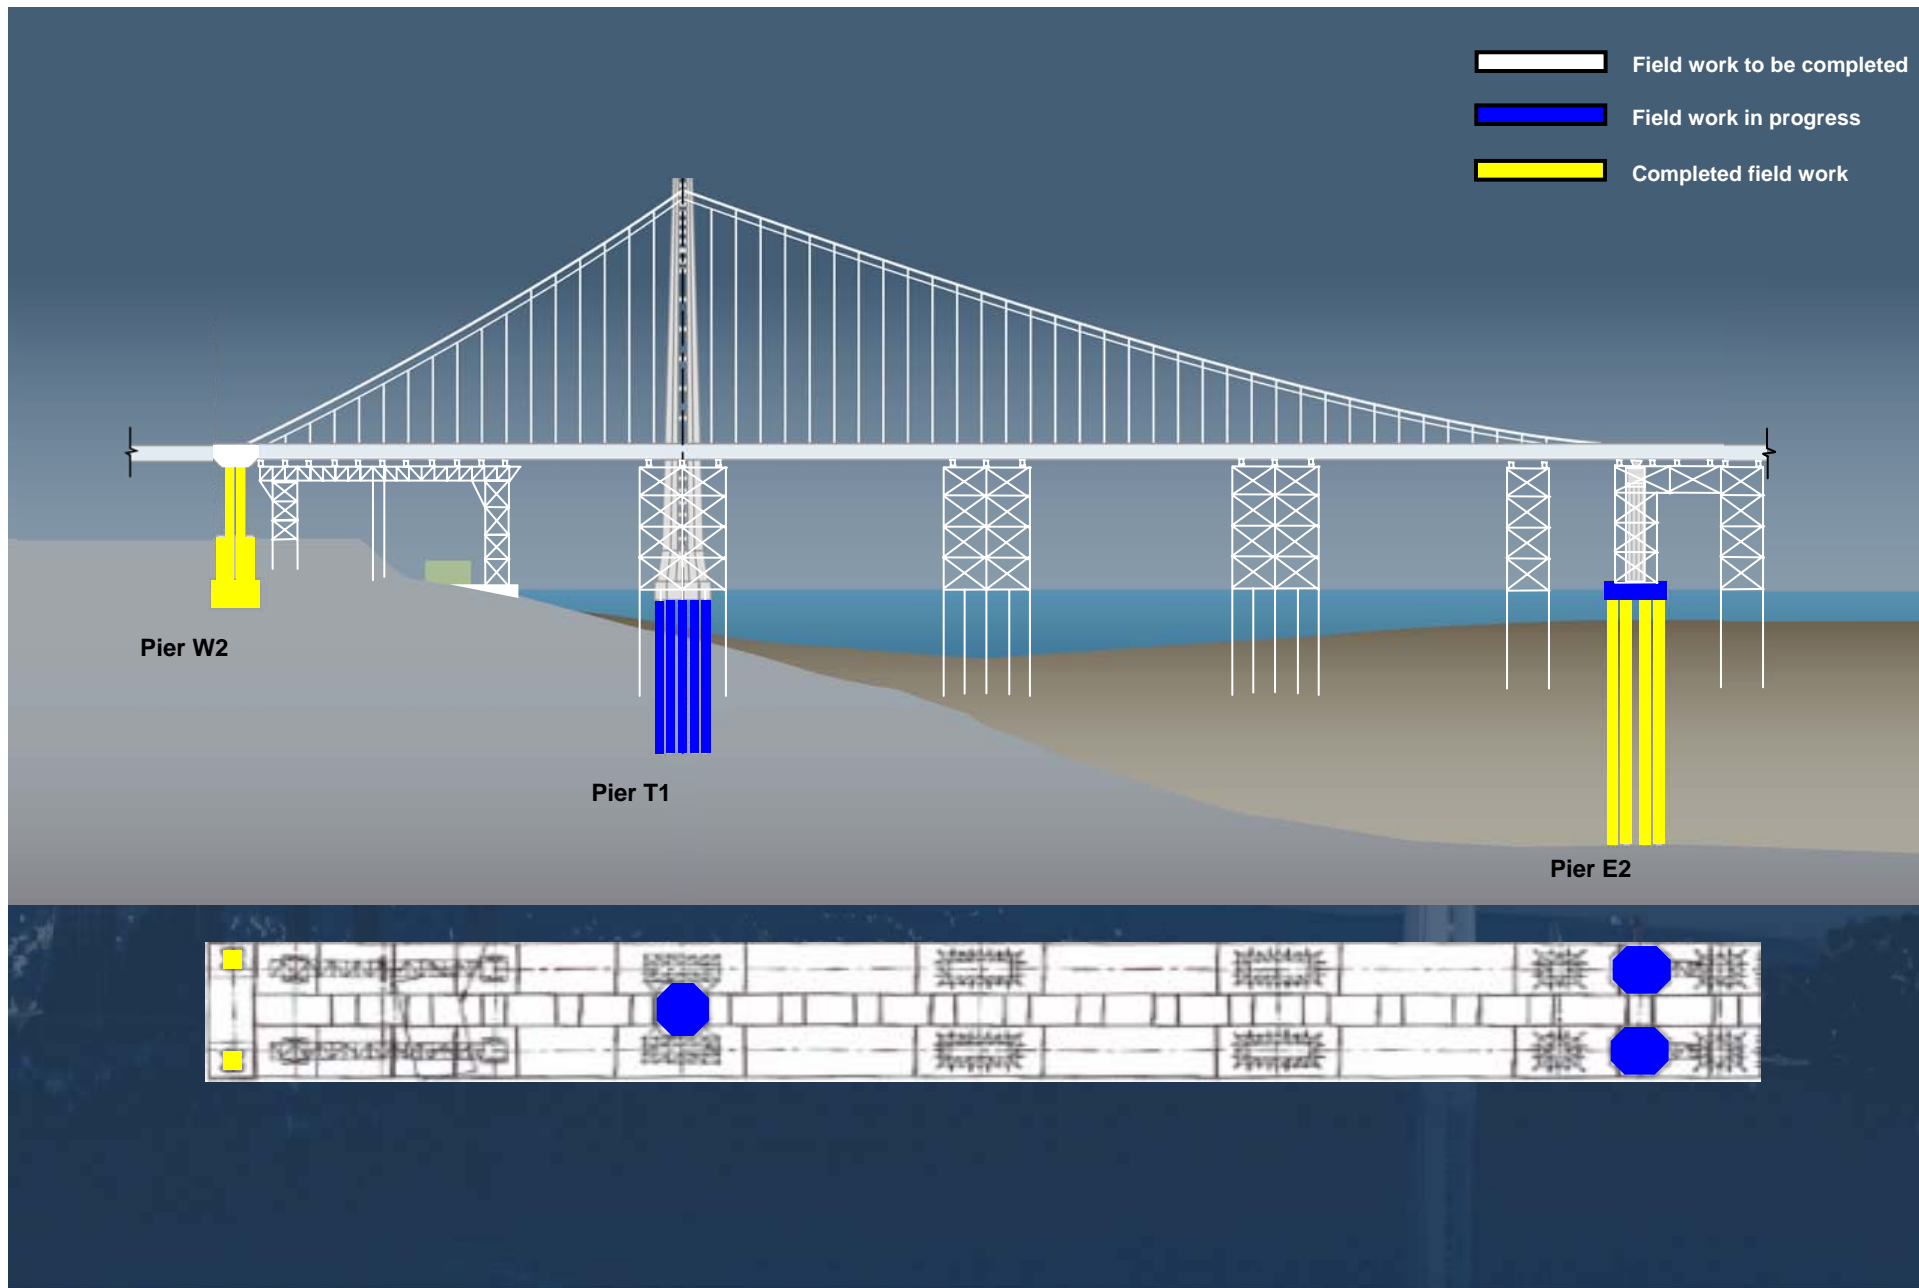 Field work to be completed
Field work in progress
Completed field work
Pier W2
Pier T1
Pier E2